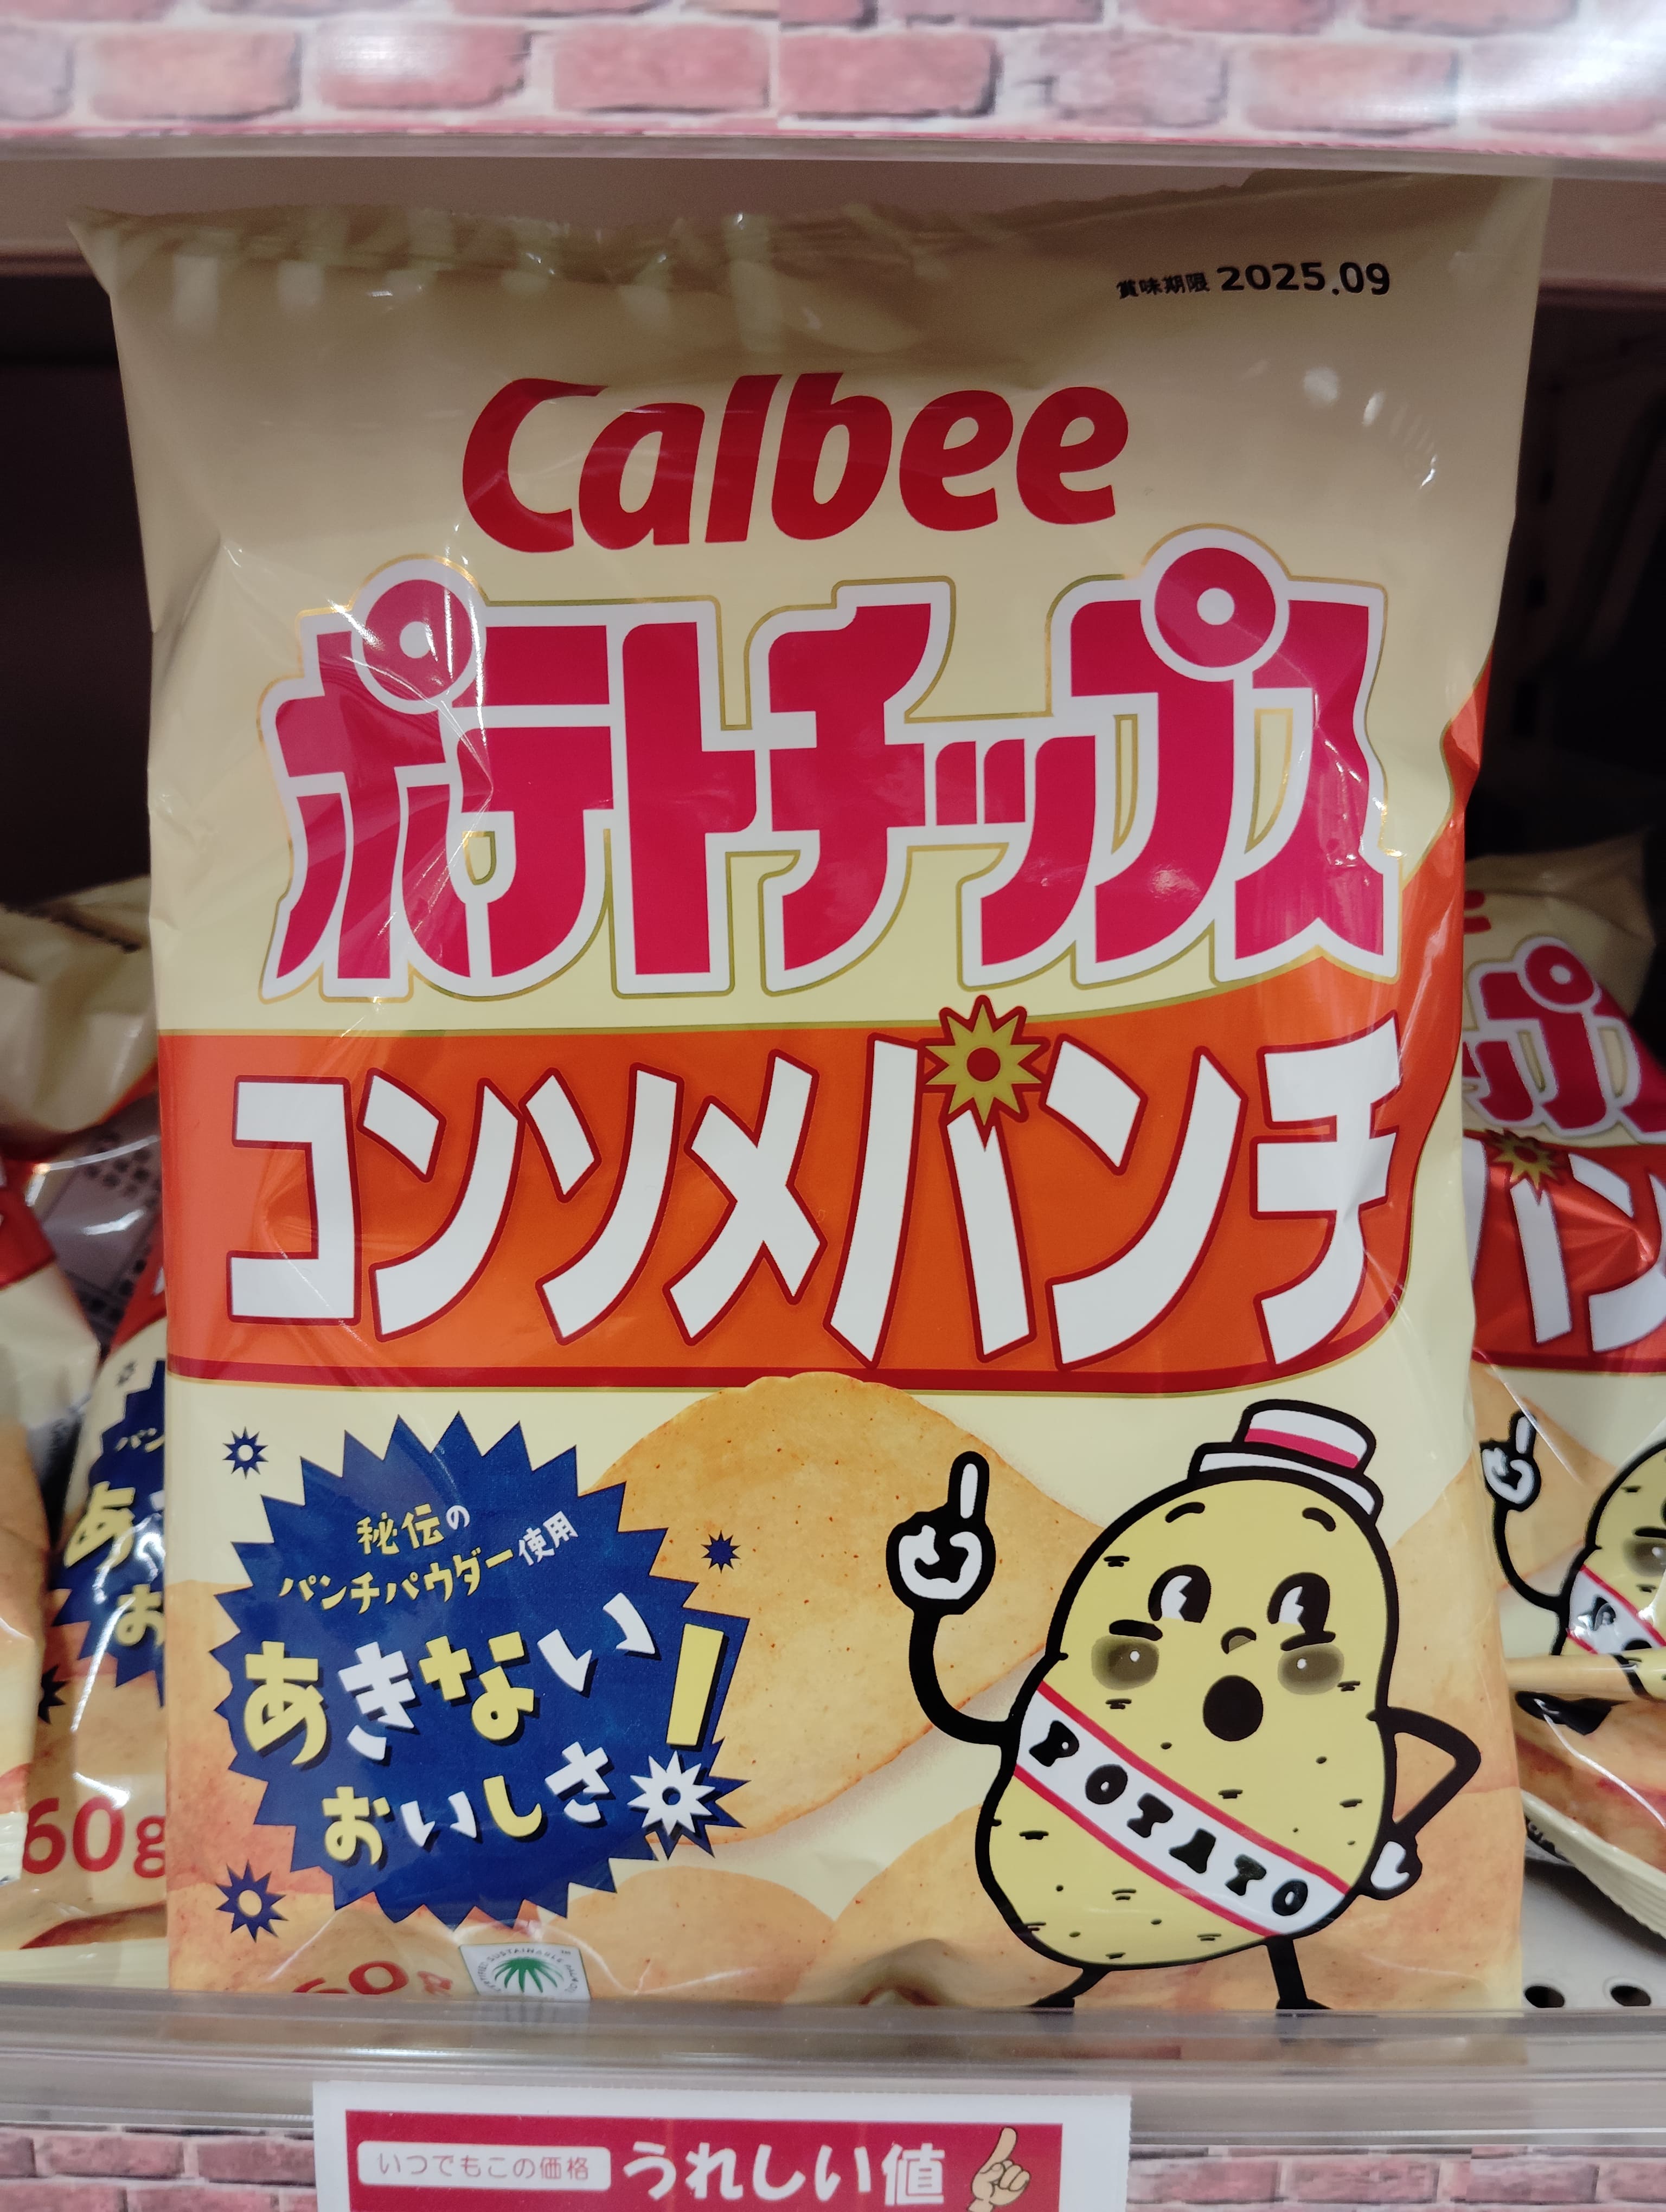 賞味期限 2025.09
Calbee
ポテトチップス
コンソメパンチ
秘伝の
パンチパウダー使用
あきない
おいしさ!
POTATO
60g
60g
いつでもこの価格 うれしい値